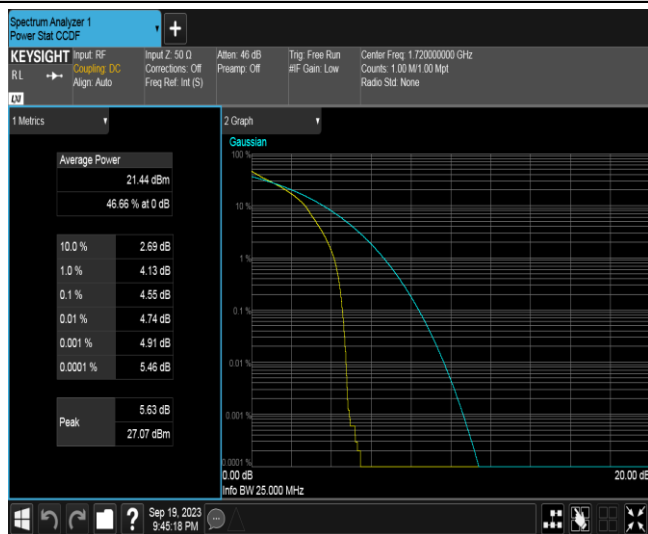 Spectrum Analyzer 1
Power Stat CCDF
+
KEYSIGHT
RL
Input: RF
Coupling: DC
Align: Auto
Input Z: 50 Ω
Corrections: Off
Freq Ref: Int (S)
Atten: 46 dB
Preamp: Off
Trig: Free Run
#IF Gain: Low
Center Freq: 1.720000000 GHz
Counts: 1.00 M/1.00 Mpt
Radio Std: None
LXI
1 Metrics
Average Power
21.44 dBm
46.66 % at 0 dB
10.0 % 2.69 dB
1.0 % 4.13 dB
0.1 % 4.55 dB
0.01 % 4.74 dB
0.001 % 4.91 dB
0.0001 % 5.46 dB
Peak
5.63 dB
27.07 dBm
2 Graph
Gaussian
100 %
10 %
1 %
0.1 %
0.01 %
0.001 %
0.0001 %
0.00 dB
20.00 dB
Info BW 25.000 MHz
?
Sep 19, 2023
9:45:18 PM